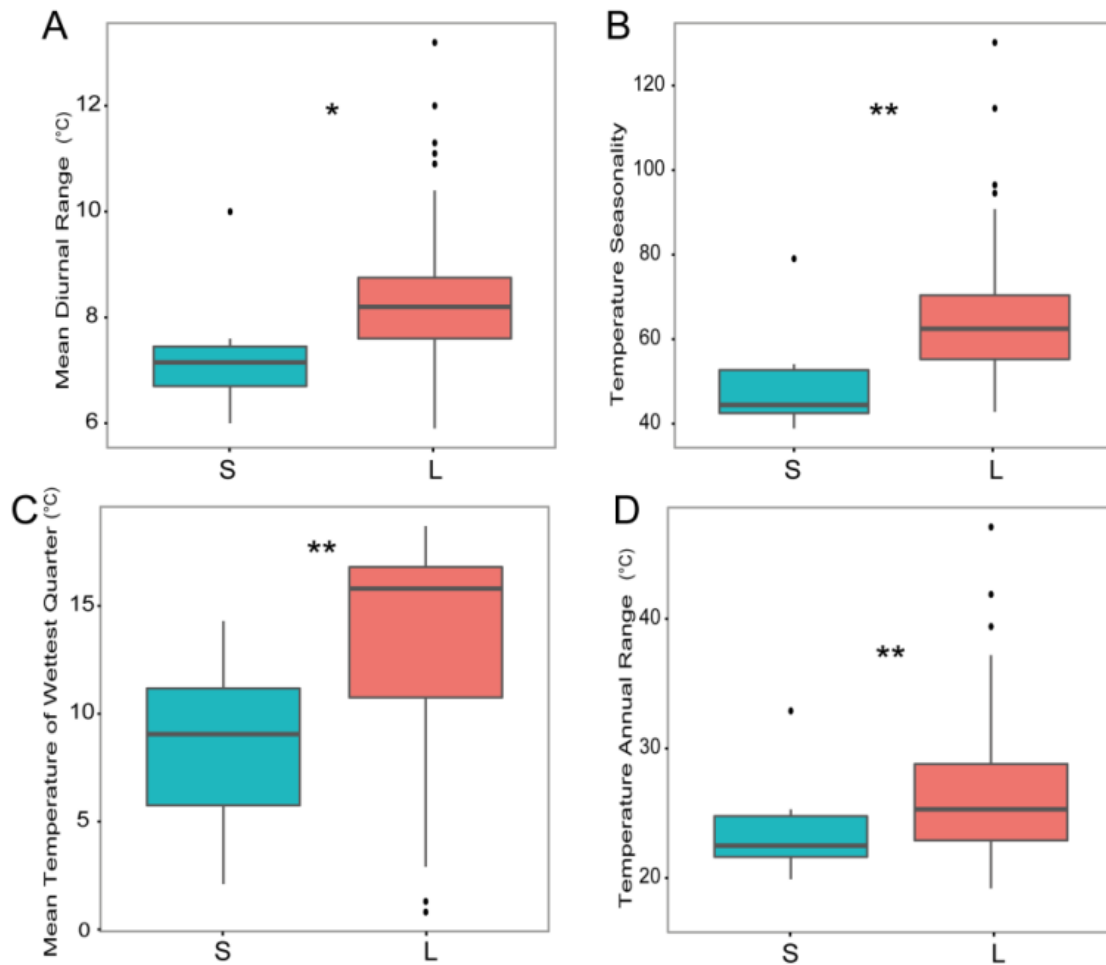 A
Mean Diurnal Range (°C)
12
10
8
6
*
S
L
B
Temperature Seasonality
120
100
80
60
40
**
S
L
C
Mean Temperature of Wettest Quarter (°C)
15
10
5
0
**
S
L
D
Temperature Annual Range (°C)
40
30
20
**
S
L